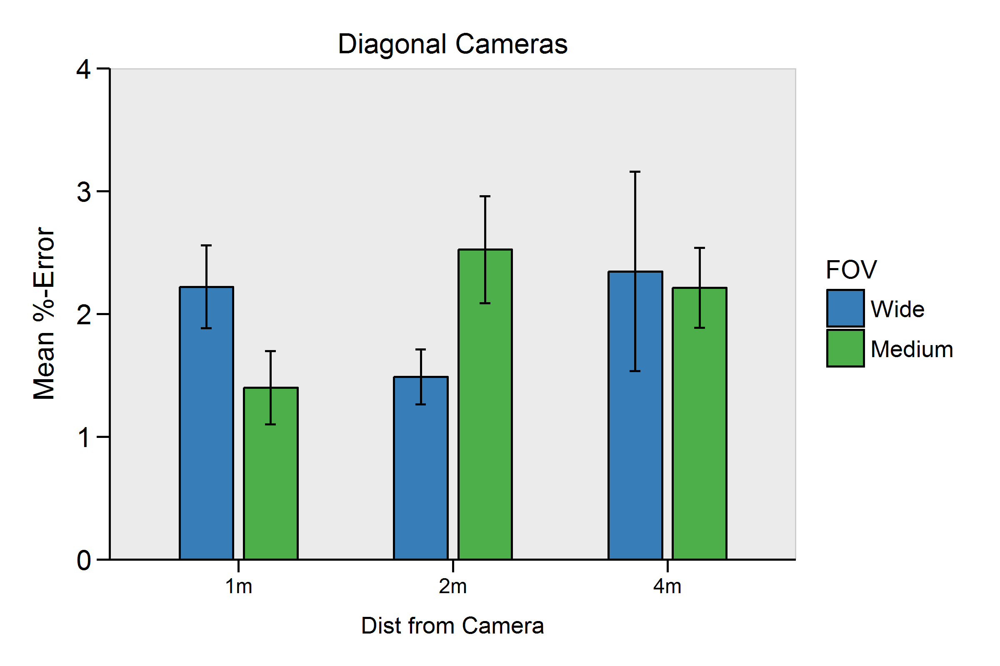 Diagonal Cameras
4
3
2
1
0
Mean %-Error
1m 2m 4m
Dist from Camera
FOV
Wide
Medium